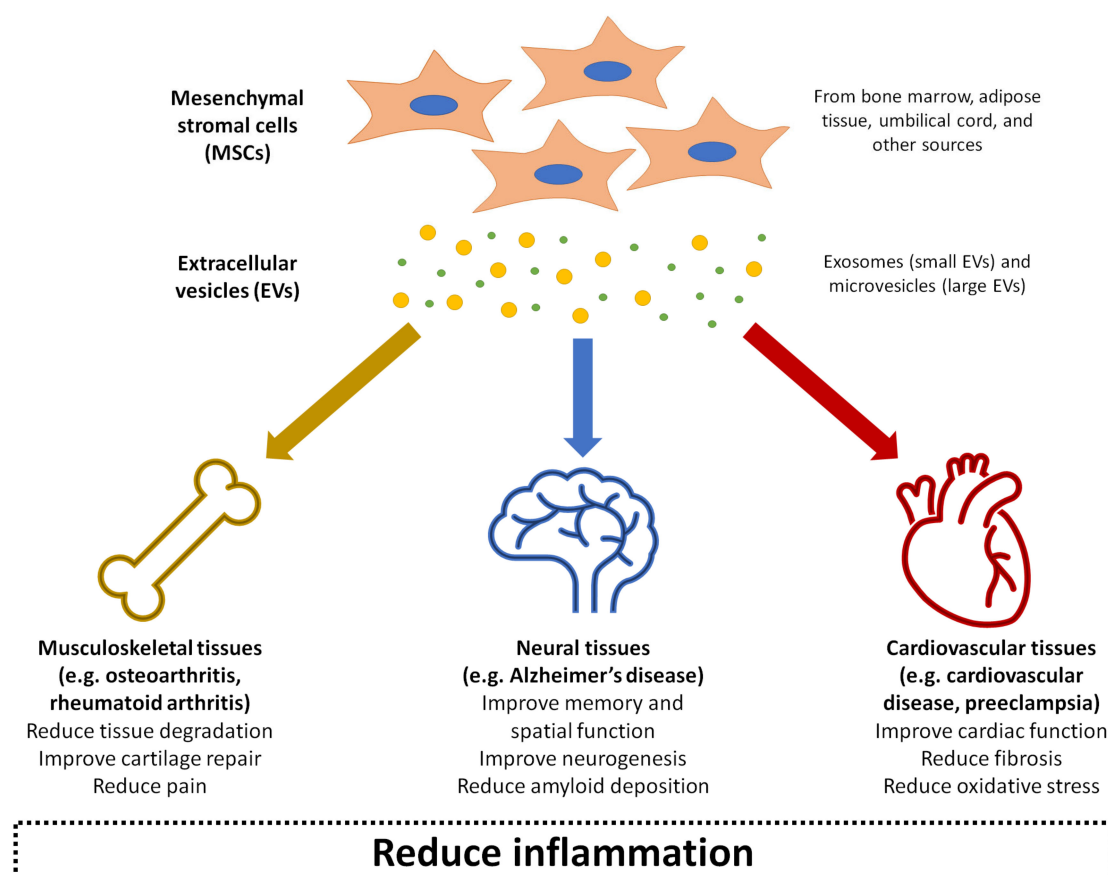 Mesenchymal
stromal cells
(MSCs)
From bone marrow, adipose
tissue, umbilical cord, and
other sources
Extracellular
vesicles (EVs)
Exosomes (small EVs) and
microvesicles (large EVs)
Musculoskeletal tissues
(e.g. osteoarthritis,
rheumatoid arthritis)
Reduce tissue degradation
Improve cartilage repair
Reduce pain
Neural tissues
(e.g. Alzheimer’s disease)
Improve memory and
spatial function
Improve neurogenesis
Reduce amyloid deposition
Cardiovascular tissues
(e.g. cardiovascular
disease, preeclampsia)
Improve cardiac function
Reduce fibrosis
Reduce oxidative stress
Reduce inflammation